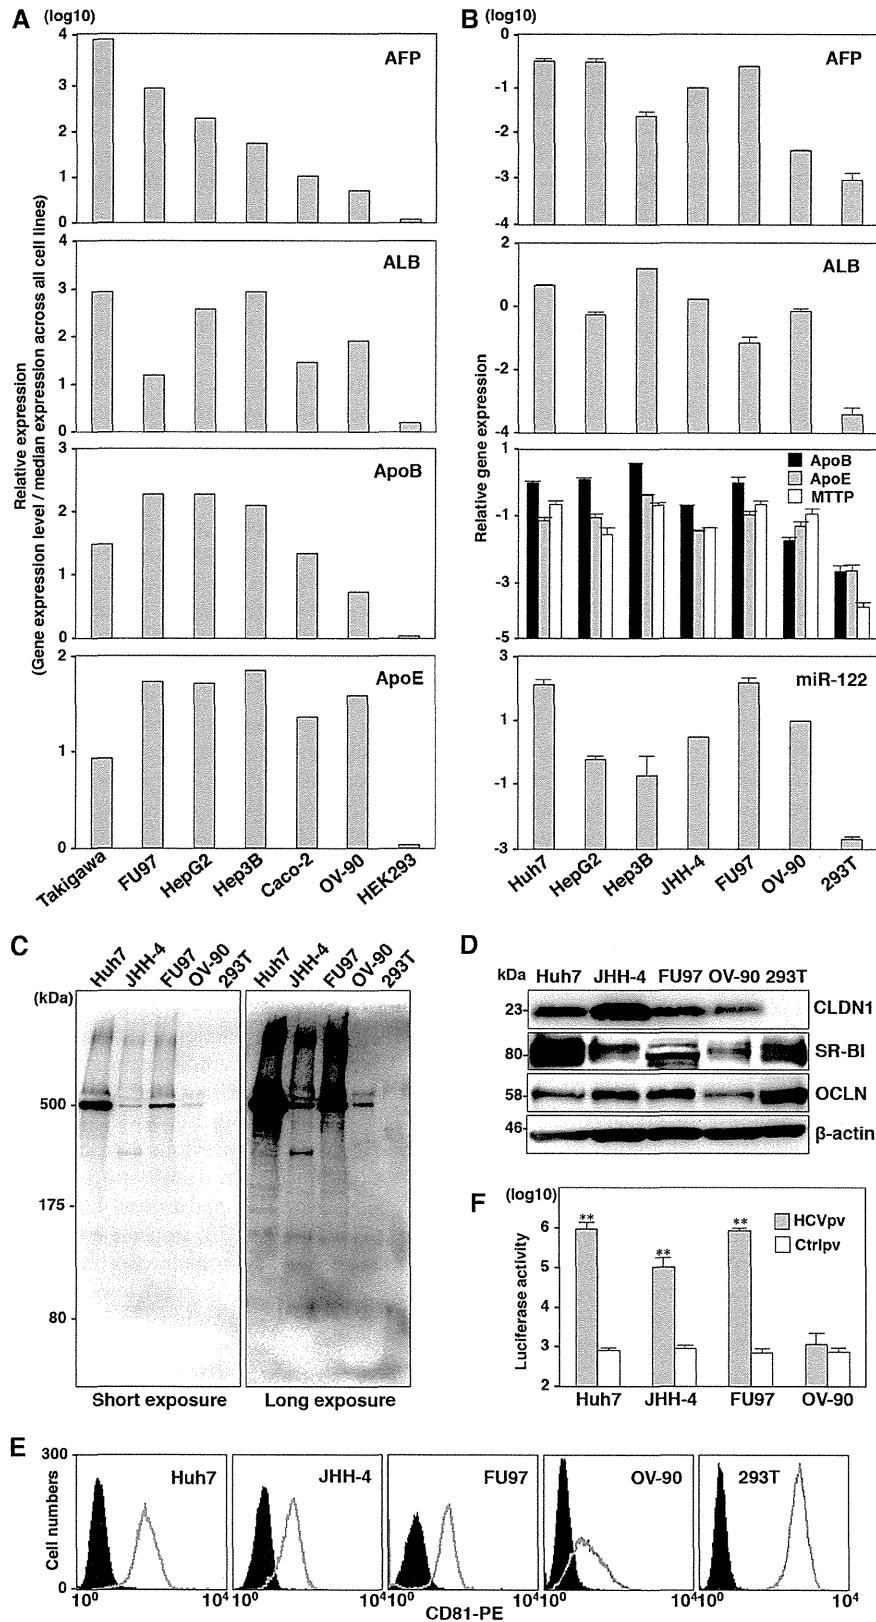 A (log10)
Relative expression
(Gene expression level / median expression across all cell lines)
4
3
2
1
0
AFP
4
3
2
1
0
ALB
3
2
1
0
ApoB
2
1
0
ApoE
Takigawa FU97 HepG2 Hep3B Caco-2 OV-90 HEK293
B (log10)
Relative gene expression
0
-1
-2
-3
-4
AFP
2
0
-2
-4
ALB
1
-1
-3
-5
ApoB
ApoE
MTTP
3
1
-1
-3
miR-122
Huh7 HepG2 Hep3B JHH-4 FU97 OV-90 293T
C
(kDa)
Huh7 JHH-4 FU97 OV-90 293T Huh7 JHH-4 FU97 OV-90 293T
500
175
80
Short exposure Long exposure
D
kDa Huh7 JHH-4 FU97 OV-90 293T
23 CLDN1
80 SR-BI
58 OCLN
46 β-actin
F (log10)
Luciferase activity
6
5
4
3
2
** ** **
HCVpv
Ctrlpv
Huh7 JHH-4 FU97 OV-90
E
Cell numbers
300
0
Huh7 JHH-4 FU97 OV-90 293T
10⁰ 10⁴ 10⁰ 10⁴ 10⁰ 10⁴ 10⁰ 10⁴ 10⁰ 10⁴
CD81-PE